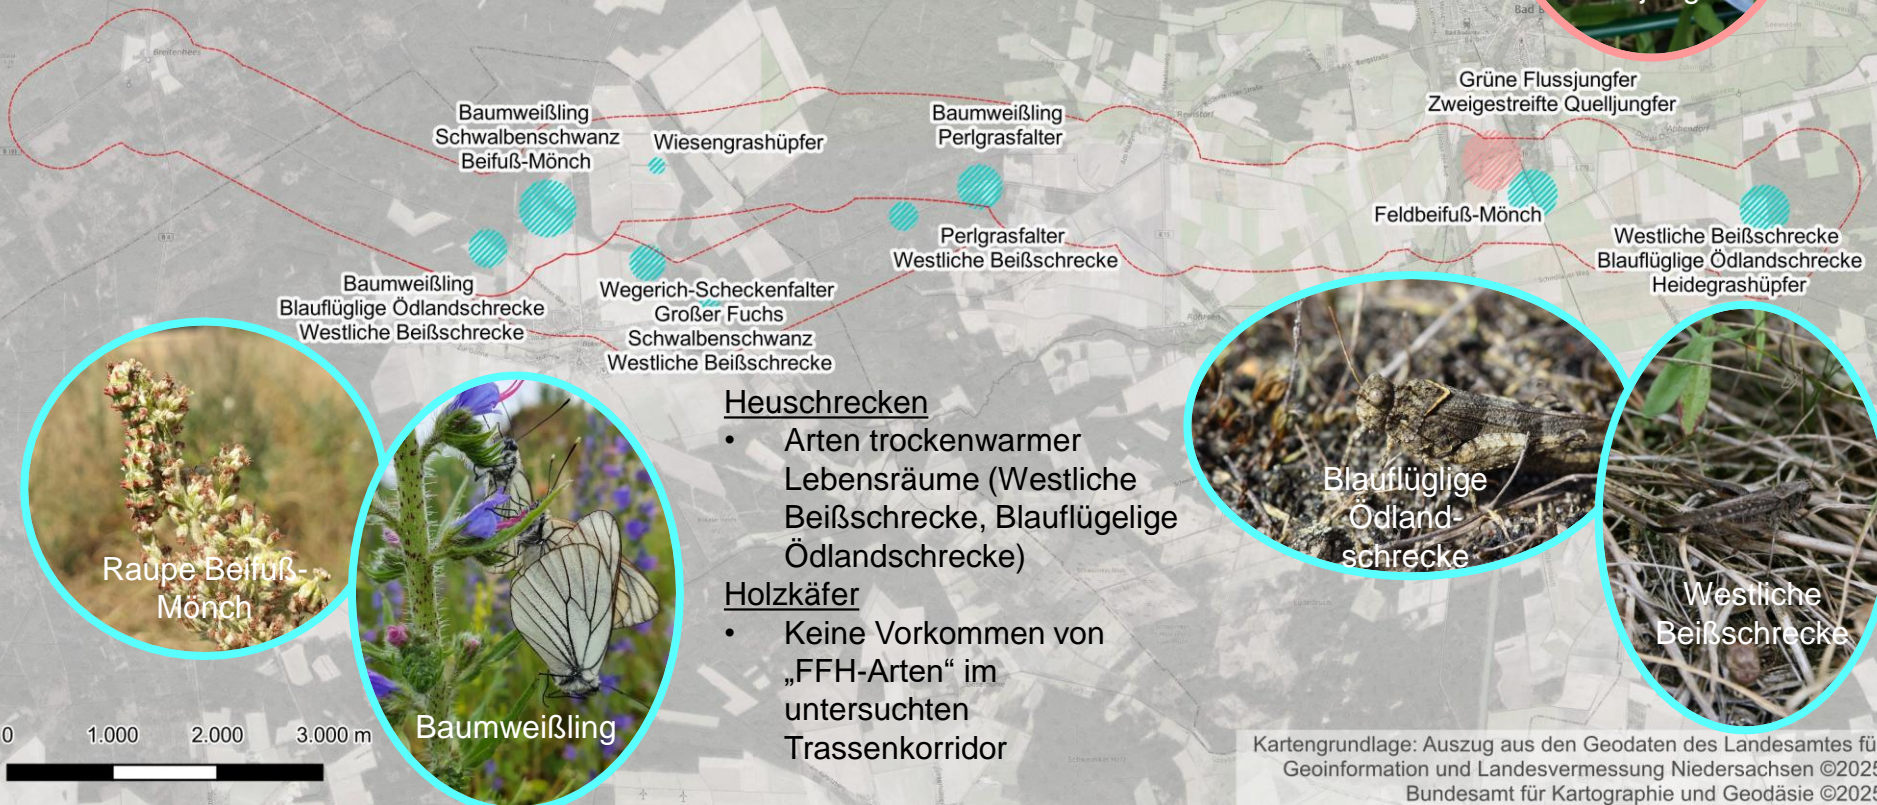 Bad B
Breitenhees
Grüne Flussjungfer
Zweigestreifte Quelljungfer
Baumweißling
Schwalbenschwanz
Beifuß-Mönch
Wiesengrashüpfer
Baumweißling
Perlgrasfalter
Feldbeifuß-Mönch
Perlgrasfalter
Westliche Beißschrecke
Westliche Beißschrecke
Blauflüglige Ödlandschrecke
Heidegrashüpfer
Baumweißling
Blauflüglige Ödlandschrecke
Westliche Beißschrecke
Wegerich-Scheckenfalter
Großer Fuchs
Schwalbenschwanz
Westliche Beißschrecke
Heuschrecken
• Arten trockenwarmer
Lebensräume (Westliche
Beißschrecke, Blauflügelige
Ödlandschrecke)
Holzkäfer
• Keine Vorkommen von
„FFH-Arten“ im
untersuchten
Trassenkorridor
Raupe Beifuß-
Mönch
Baumweißling
Blauflüglige
Ödland-
schrecke
Westliche
Beißschrecke
0 1.000 2.000 3.000 m
Kartengrundlage: Auszug aus den Geodaten des Landesamtes fü
Geoinformation und Landesvermessung Niedersachsen ©2025
Bundesamt für Kartographie und Geodäsie ©2025